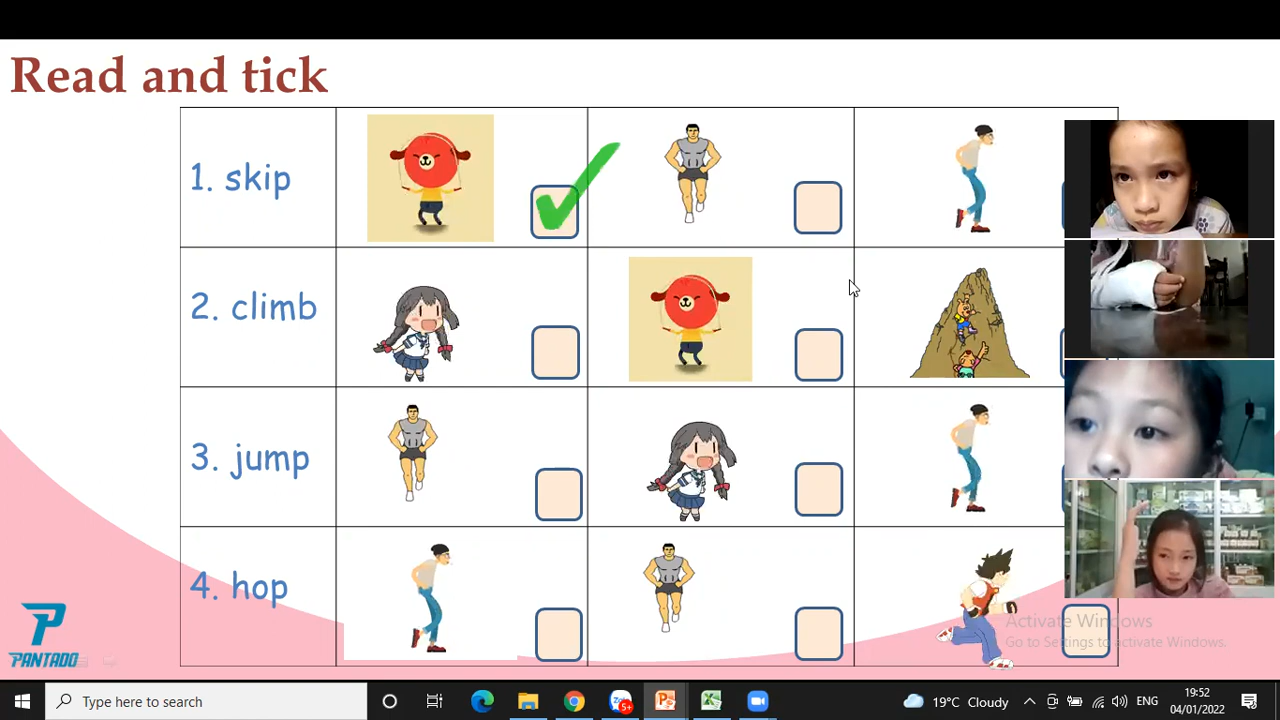 Read and tick
1. skip
2. climb
3. jump
4. hop
PANTADO
Activate Windows
Go to Settings to activate Windows.
Type here to search
5+
19°C Cloudy
ENG
19:52
04/01/2022